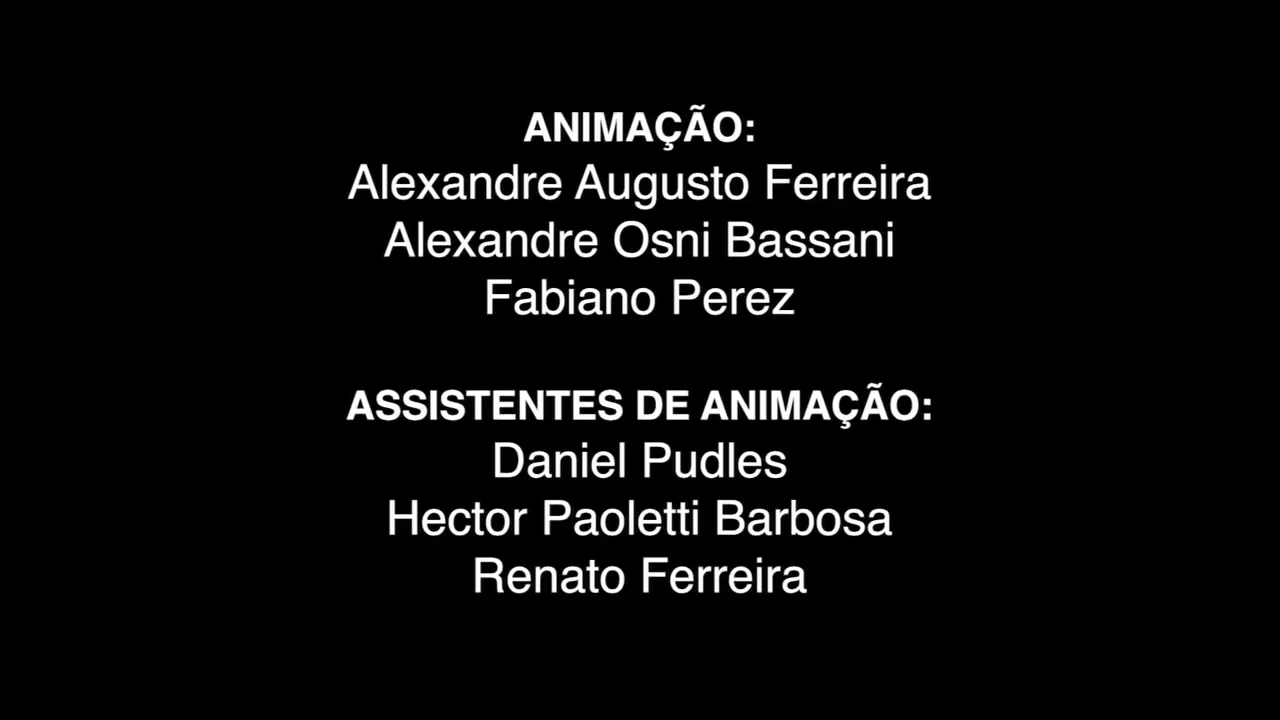 ANIMAÇÃO:
Alexandre Augusto Ferreira
Alexandre Osni Bassani
Fabiano Perez
ASSISTENTES DE ANIMAÇÃO:
Daniel Pudles
Hector Paoletti Barbosa
Renato Ferreira